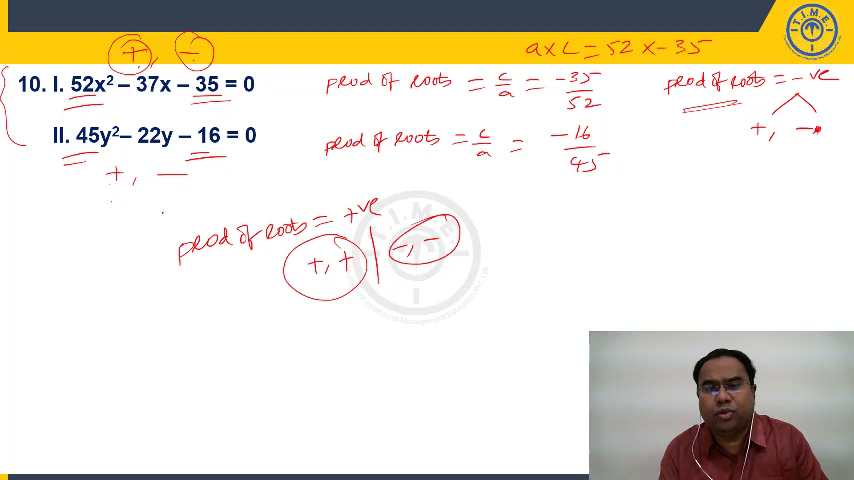 T.I.M.E.
+, -
a x c = 52 x - 35
10. I. 52x² – 37x – 35 = 0
prod of roots = c/a = -35/52
prod of roots = - ve
+, -
II. 45y² – 22y – 16 = 0
prod of roots = c/a = -16/45
+, -
prod of roots = +ve
+, + | -, -
T.I.M.E.